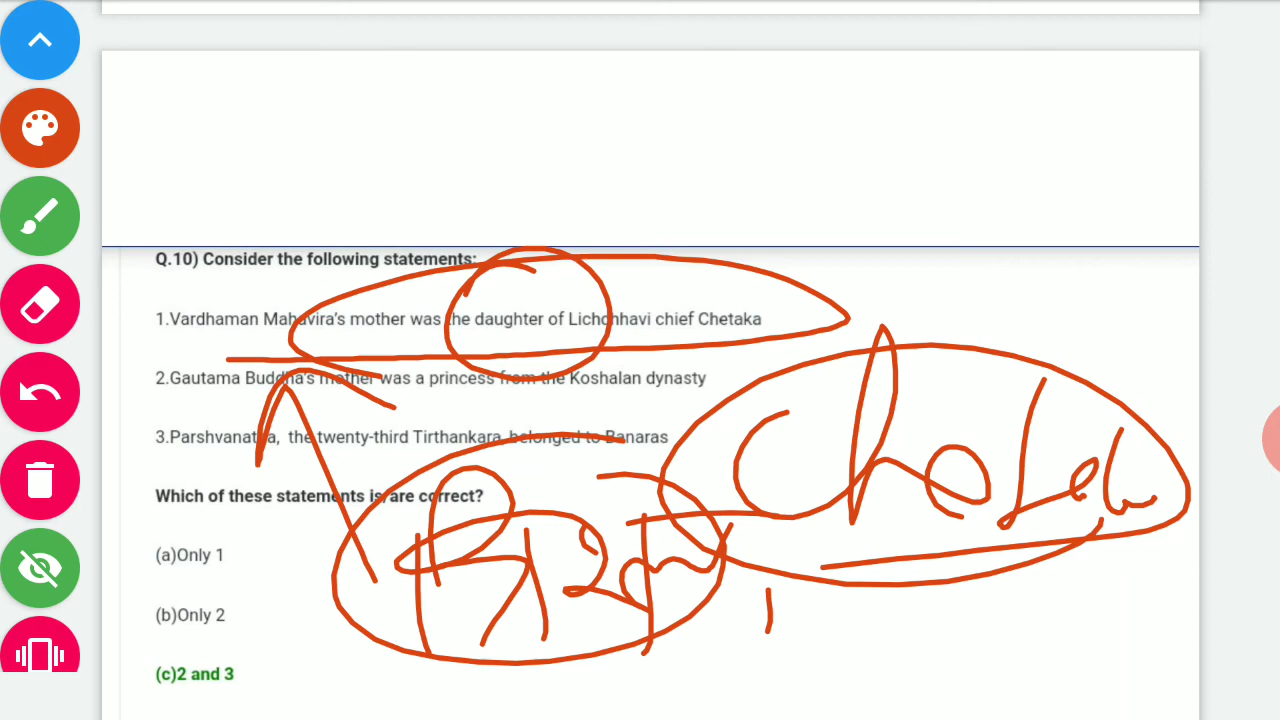 Q.10) Consider the following statements:
1.Vardhaman Mahavira's mother was the daughter of Lichchhavi chief Chetaka
2.Gautama Buddha's mother was a princess from the Koshalan dynasty
3.Parshvanatha, the twenty-third Tirthankara, belonged to Banaras
Which of these statements is/are correct?
(a)Only 1
(b)Only 2
(c)2 and 3